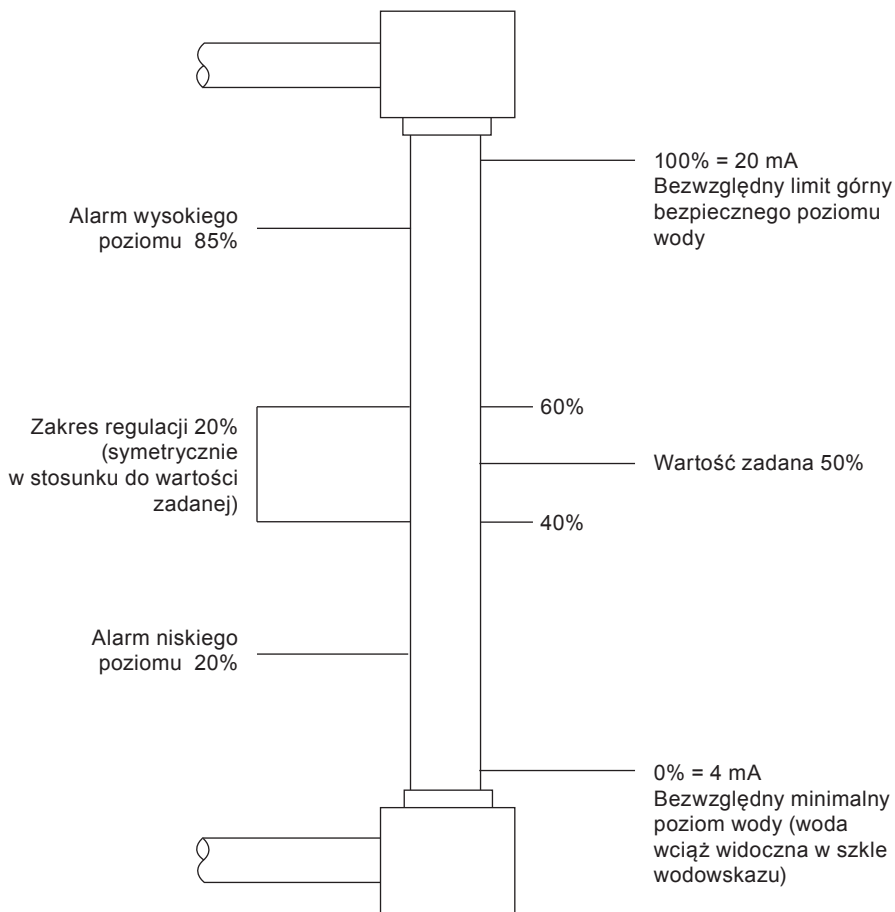 100% = 20 mA
Bezwzględny limit górny
bezpiecznego poziomu
wody
Alarm wysokiego
poziomu 85%
60%
Zakres regulacji 20%
(symetrycznie
w stosunku do wartości
zadanej)
Wartość zadana 50%
40%
Alarm niskiego
poziomu 20%
0% = 4 mA
Bezwzględny minimalny
poziom wody (woda
wciąż widoczna w szkle
wodowskazu)